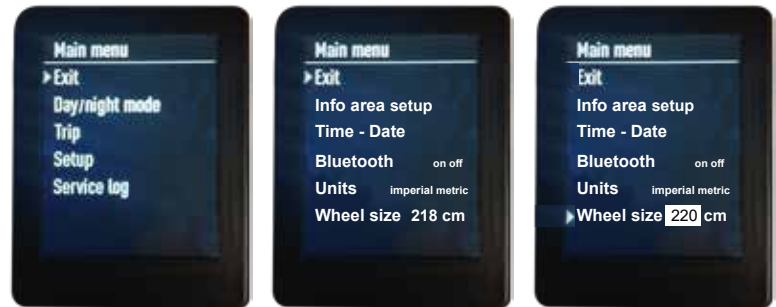 Main menu
Exit
Day/night mode
Trip
Setup
Service log
Main menu
Exit
Info area setup
Time - Date
Bluetooth on off
Units imperial metric
Wheel size 218 cm
Main menu
Exit
Info area setup
Time - Date
Bluetooth on off
Units imperial metric
Wheel size 220 cm